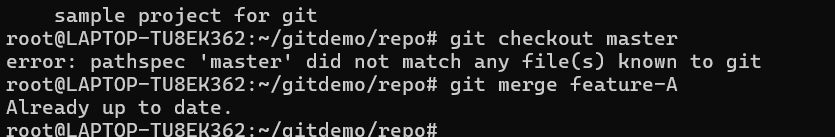 sample project for git
root@LAPTOP-TU8EK362:~/gitdemo/repo# git checkout master
error: pathspec 'master' did not match any file(s) known to git
root@LAPTOP-TU8EK362:~/gitdemo/repo# git merge feature-A
Already up to date.
root@LAPTOP-TU8EK362:~/gitdemo/repo#